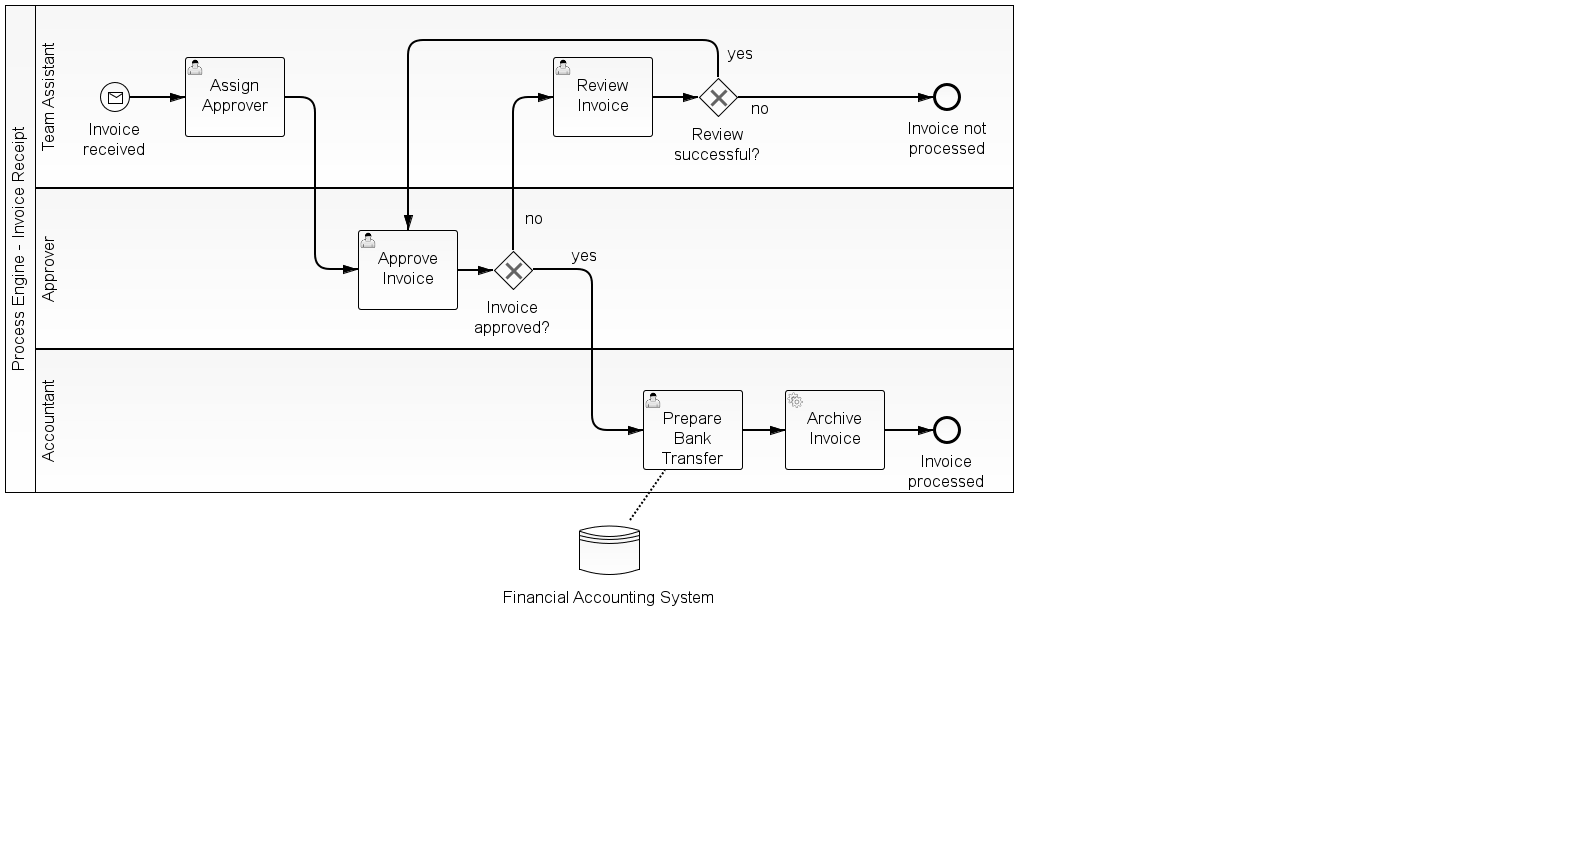 Process Engine - Invoice Receipt
Team Assistant
Invoice
received
Assign
Approver
Review
Invoice
yes
no
Review
successful?
Invoice not
processed
Approver
Approve
Invoice
no
yes
Invoice
approved?
Accountant
Prepare
Bank
Transfer
Archive
Invoice
Invoice
processed
Financial Accounting System